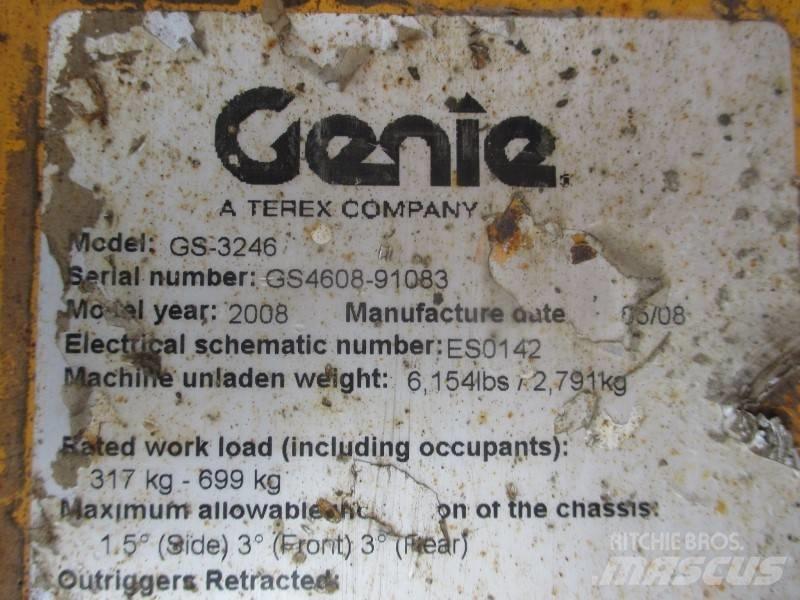 Genie
A TEREX COMPANY
Model: GS-3246
Serial number: GS4608-91083
Model year: 2008 Manufacture date 05/08
Electrical schematic number: ES0142
Machine unladen weight: 6,154lbs / 2,791kg
Rated work load (including occupants):
317 kg - 699 kg
Maximum allowable of the chassis:
1.5° (Side) 3° (Front) 3° (Rear)
Outriggers Retracted:
RITCHIE BROS.
MASCUS